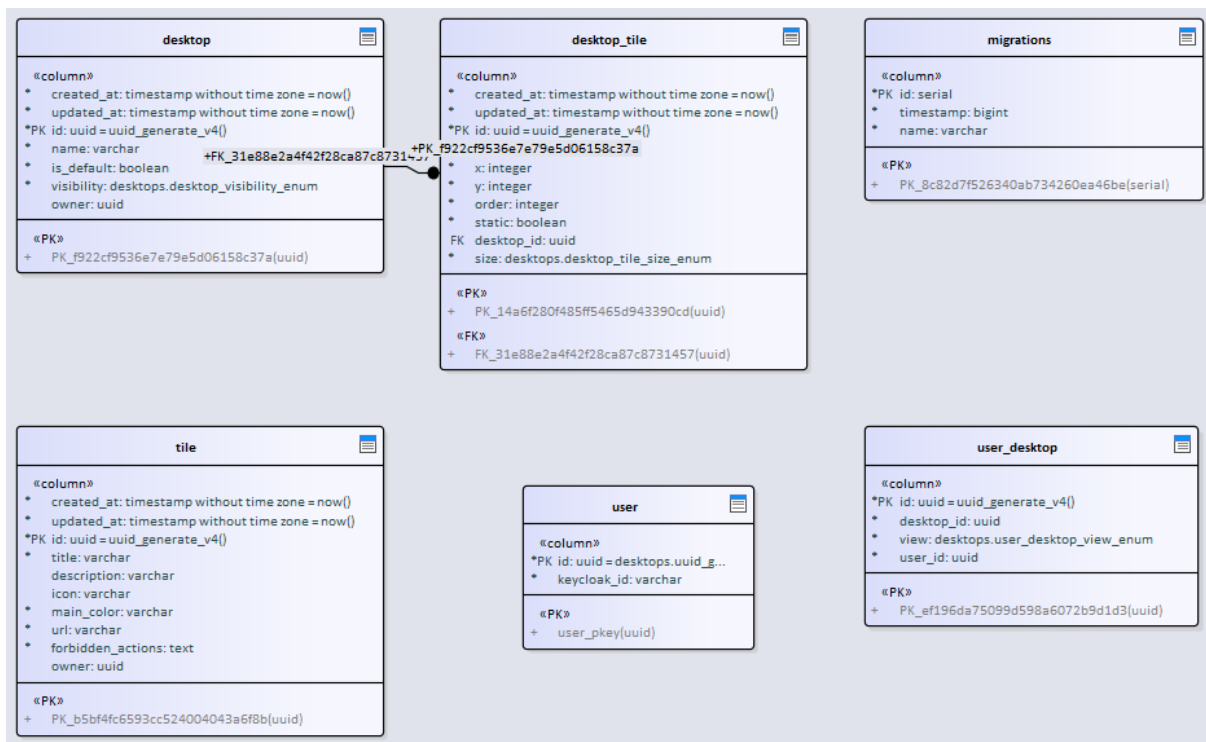 desktop
«column»
* created_at: timestamp without time zone = now()
* updated_at: timestamp without time zone = now()
*PK id: uuid = uuid_generate_v4()
* name: varchar
* is_default: boolean
* visibility: desktops.desktop_visibility_enum
owner: uuid
«PK»
+ PK_f922cf9536e7e79e5d06158c37a(uuid)
+FK_31e88e2a4f42f28ca87c8731457
+PK_f922cf9536e7e79e5d06158c37a
desktop_tile
«column»
* created_at: timestamp without time zone = now()
* updated_at: timestamp without time zone = now()
*PK id: uuid = uuid_generate_v4()
* x: integer
* y: integer
* order: integer
* static: boolean
FK desktop_id: uuid
* size: desktops.desktop_tile_size_enum
«PK»
+ PK_14a6f280f485ff5465d943390cd(uuid)
«FK»
+ FK_31e88e2a4f42f28ca87c8731457(uuid)
migrations
«column»
*PK id: serial
* timestamp: bigint
* name: varchar
«PK»
+ PK_8c82d7f526340ab734260ea46be(serial)
tile
«column»
* created_at: timestamp without time zone = now()
* updated_at: timestamp without time zone = now()
*PK id: uuid = uuid_generate_v4()
* title: varchar
description: varchar
icon: varchar
* main_color: varchar
* url: varchar
* forbidden_actions: text
owner: uuid
«PK»
+ PK_b5bf4fc6593cc524004043a6f8b(uuid)
user
«column»
*PK id: uuid = desktops.uuid_g...
* keycloak_id: varchar
«PK»
+ user_pkey(uuid)
user_desktop
«column»
*PK id: uuid = uuid_generate_v4()
* desktop_id: uuid
* view: desktops.user_desktop_view_enum
* user_id: uuid
«PK»
+ PK_ef196da75099d598a6072b9d1d3(uuid)